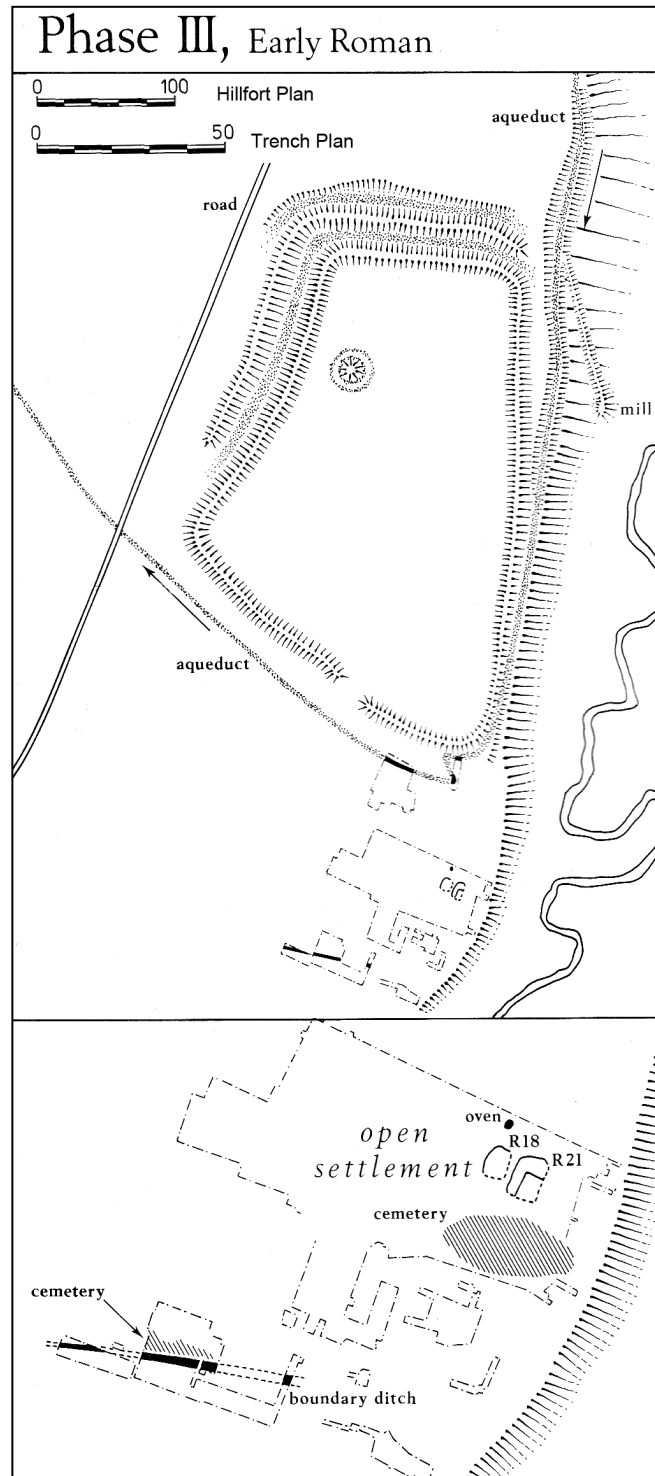 Phase III, Early Roman
0 100 Hillfort Plan
0 50 Trench Plan
aqueduct
road
mill
aqueduct
oven
open
settlement
R18
R21
cemetery
cemetery
boundary ditch